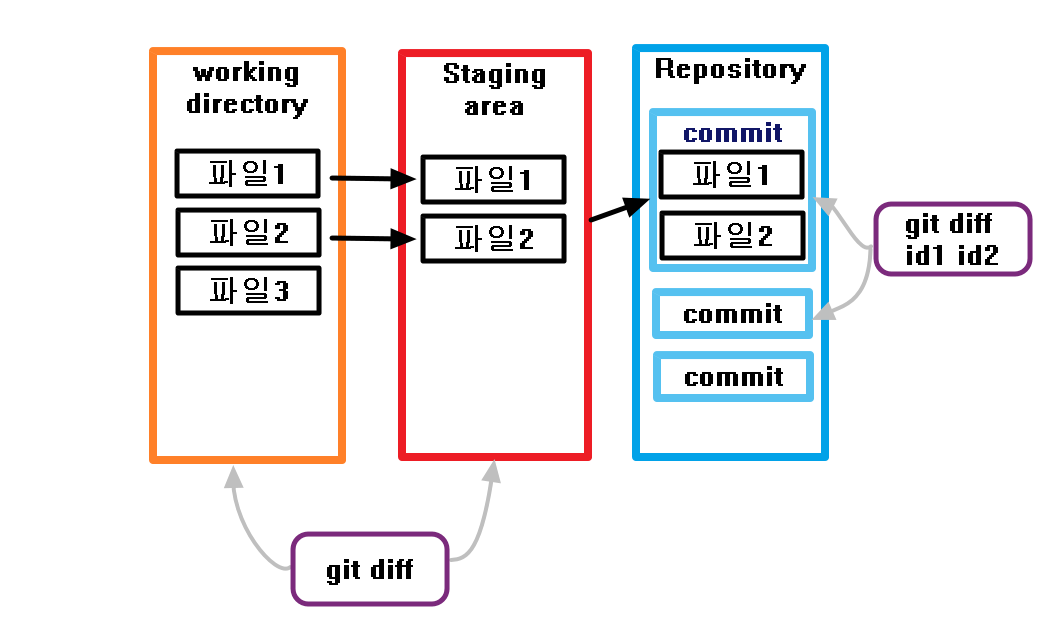 working
directory
파일1
파일2
파일3
Staging
area
파일1
파일2
Repository
commit
파일1
파일2
commit
commit
git diff
id1 id2
git diff